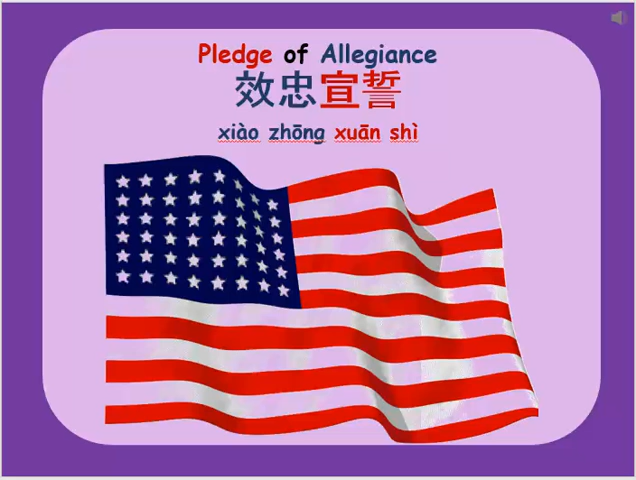 Pledge of Allegiance
效忠宣誓
xiào zhōng xuān shì